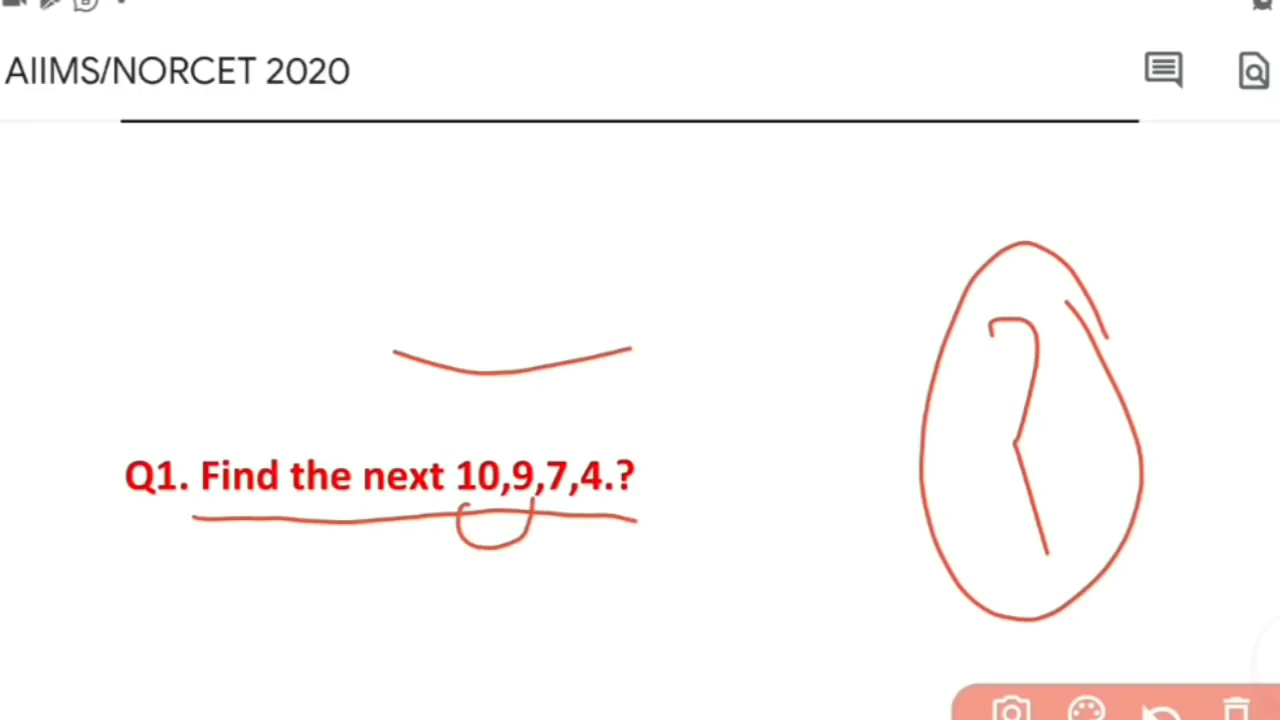 AIIMS/NORCET 2020
Q1. Find the next 10,9,7,4.?